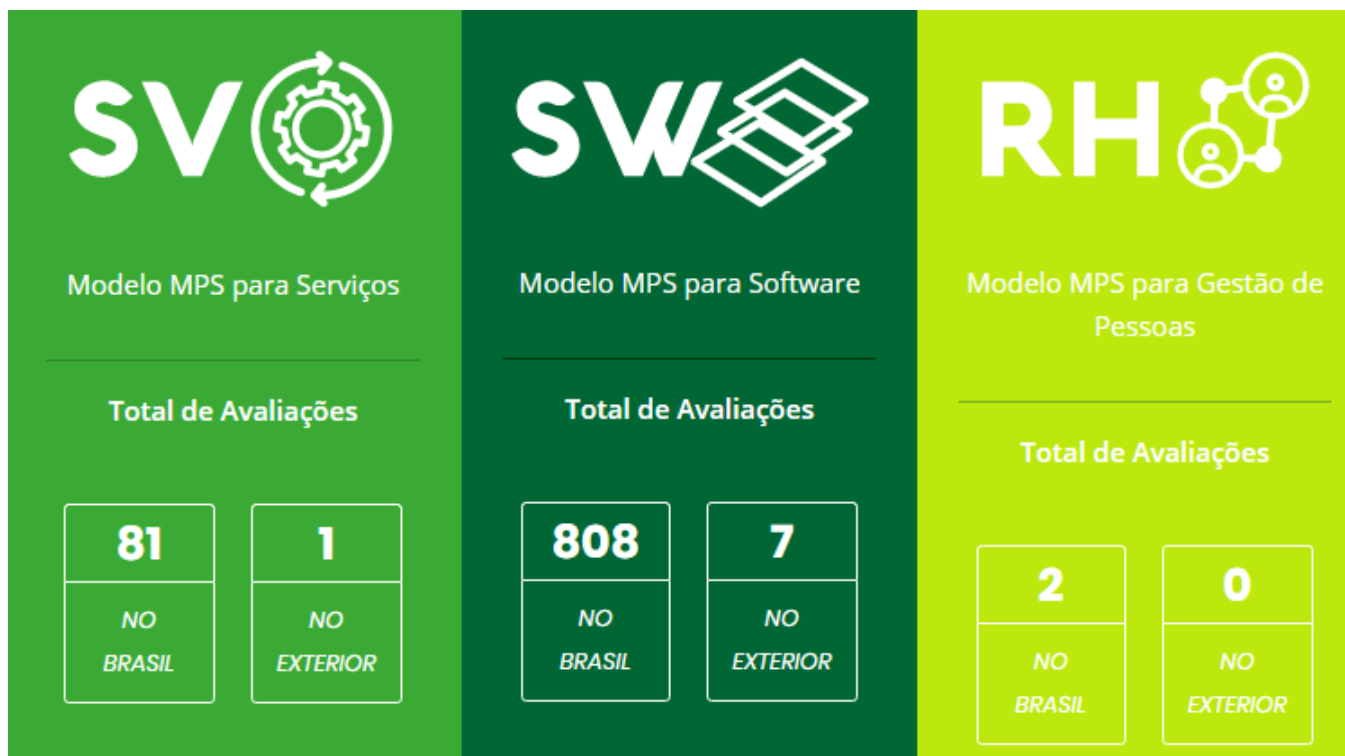 SV
Modelo MPS para Serviços
Total de Avaliações
81
NO
BRASIL
1
NO
EXTERIOR
SW
Modelo MPS para Software
Total de Avaliações
808
NO
BRASIL
7
NO
EXTERIOR
RH
Modelo MPS para Gestão de
Pessoas
Total de Avaliações
2
NO
BRASIL
0
NO
EXTERIOR